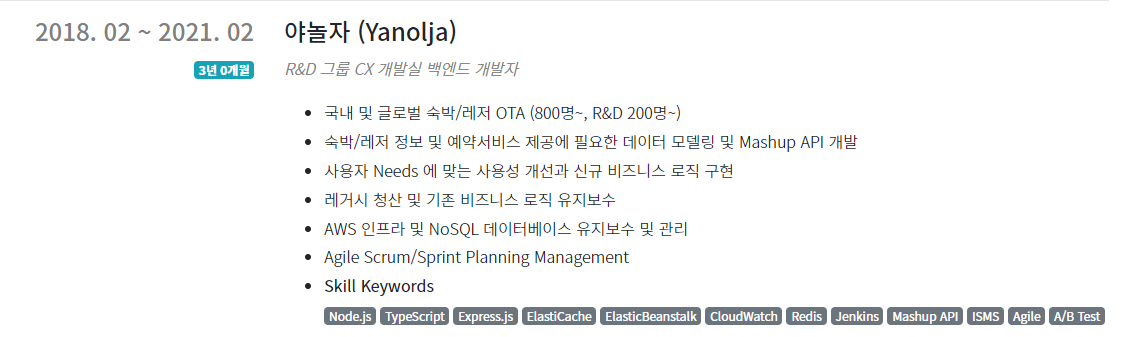 2018. 02 ~ 2021. 02
야놀자 (Yanolja)
3년 0개월
R&D 그룹 CX 개발실 백엔드 개발자
국내 및 글로벌 숙박/레저 OTA (800명~, R&D 200명~)
숙박/레저 정보 및 예약서비스 제공에 필요한 데이터 모델링 및 Mashup API 개발
사용자 Needs 에 맞는 사용성 개선과 신규 비즈니스 로직 구현
레거시 청산 및 기존 비즈니스 로직 유지보수
AWS 인프라 및 NoSQL 데이터베이스 유지보수 및 관리
Agile Scrum/Sprint Planning Management
Skill Keywords
Node.js TypeScript Express.js ElastiCache ElasticBeanstalk CloudWatch Redis Jenkins Mashup API ISMS Agile A/B Test